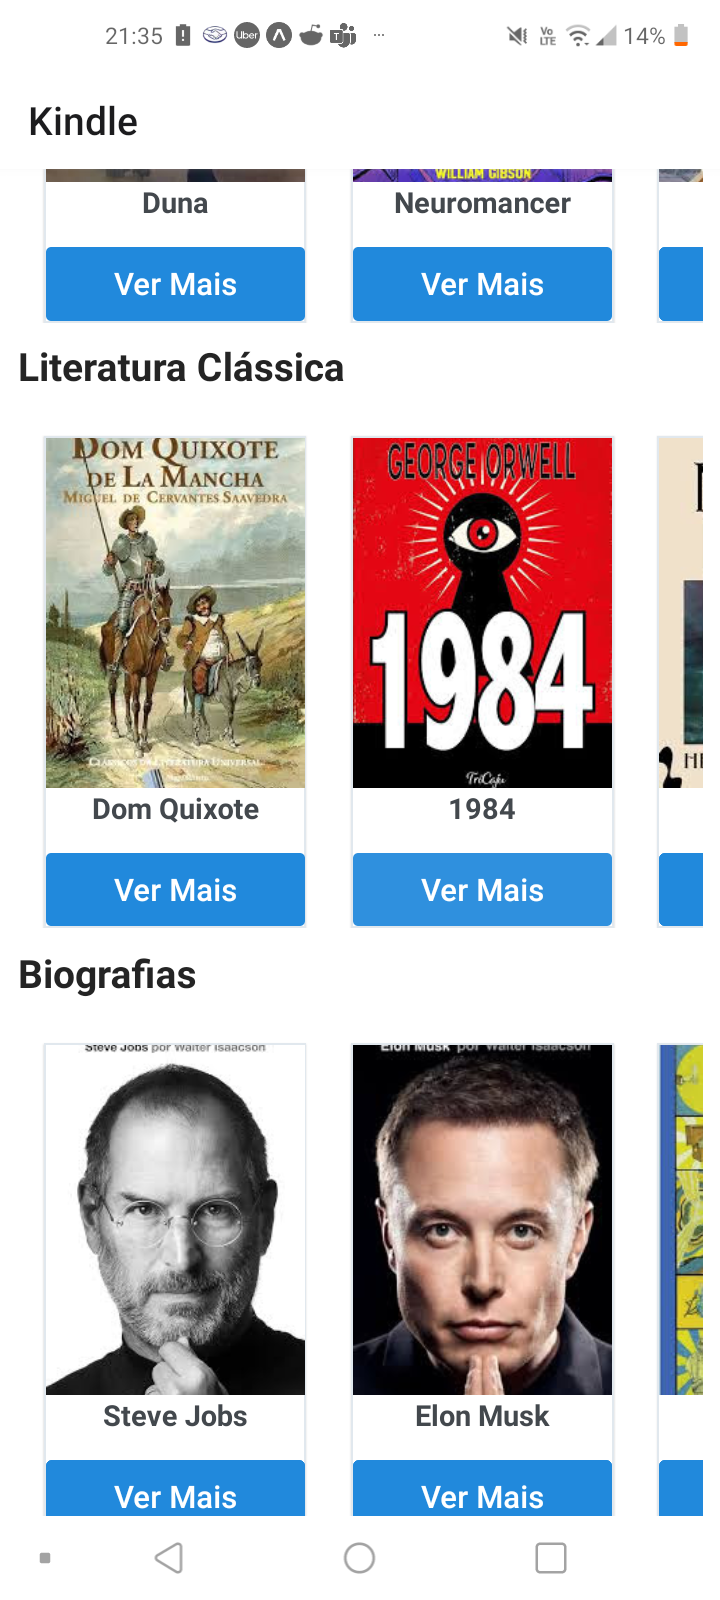 21:35
Uber
Vo
LTE
14%
Kindle
WILLIAM GIBSON
Duna
Neuromancer
Ver Mais
Ver Mais
Literatura Clássica
DOM QUIXOTE
DE LA MANCHA
MIGUEL DE CERVANTES SAAVEDRA
CLÁSSICOS DA LITERATURA UNIVERSAL
GEORGE ORWELL
1984
TriCaju
Dom Quixote
1984
Ver Mais
Ver Mais
Biografias
Steve Jobs por Walter Isaacson
Elon Musk por Walter Isaacson
Steve Jobs
Elon Musk
Ver Mais
Ver Mais